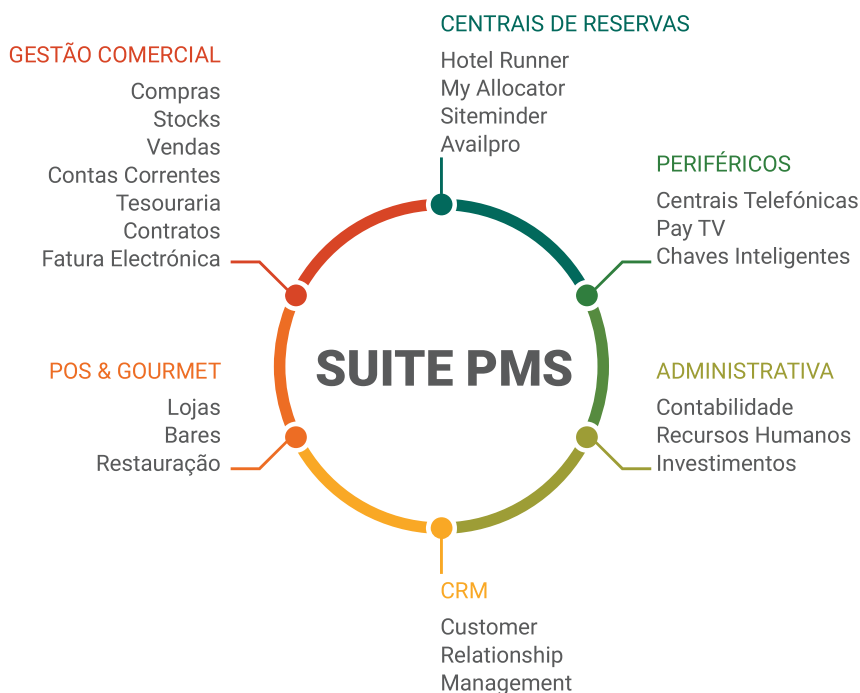 CENTRAIS DE RESERVAS
Hotel Runner
My Allocator
Siteminder
Availpro
GESTÃO COMERCIAL
Compras
Stocks
Vendas
Contas Correntes
Tesouraria
Contratos
Fatura Electrónica
PERIFÉRICOS
Centrais Telefónicas
Pay TV
Chaves Inteligentes
SUITE PMS
POS & GOURMET
Lojas
Bares
Restauração
ADMINISTRATIVA
Contabilidade
Recursos Humanos
Investimentos
CRM
Customer
Relationship
Management